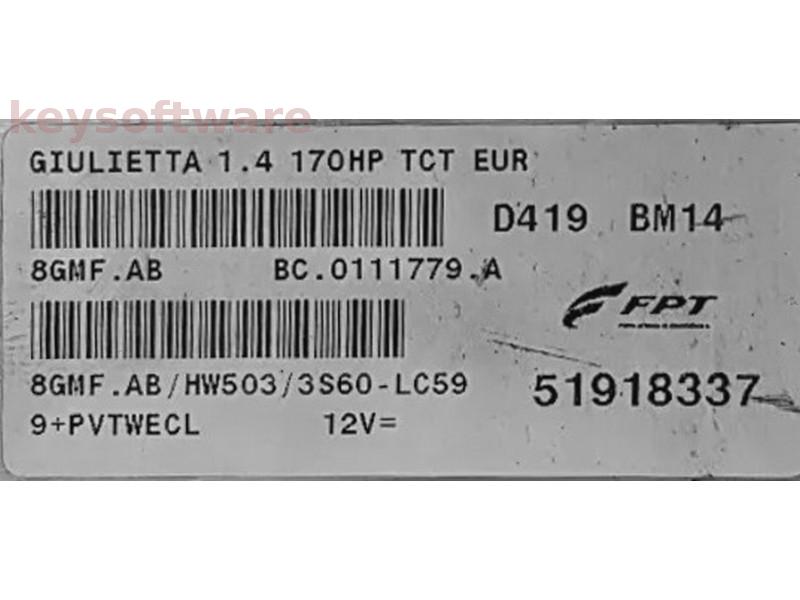 keysoftware
GIULIETTA 1.4 170HP TCT EUR
D419 BM14
8GMF.AB BC.0111779.A
FPT
8GMF.AB/HW503/3S60-LC59
51918337
9+PVTWECL 12V=